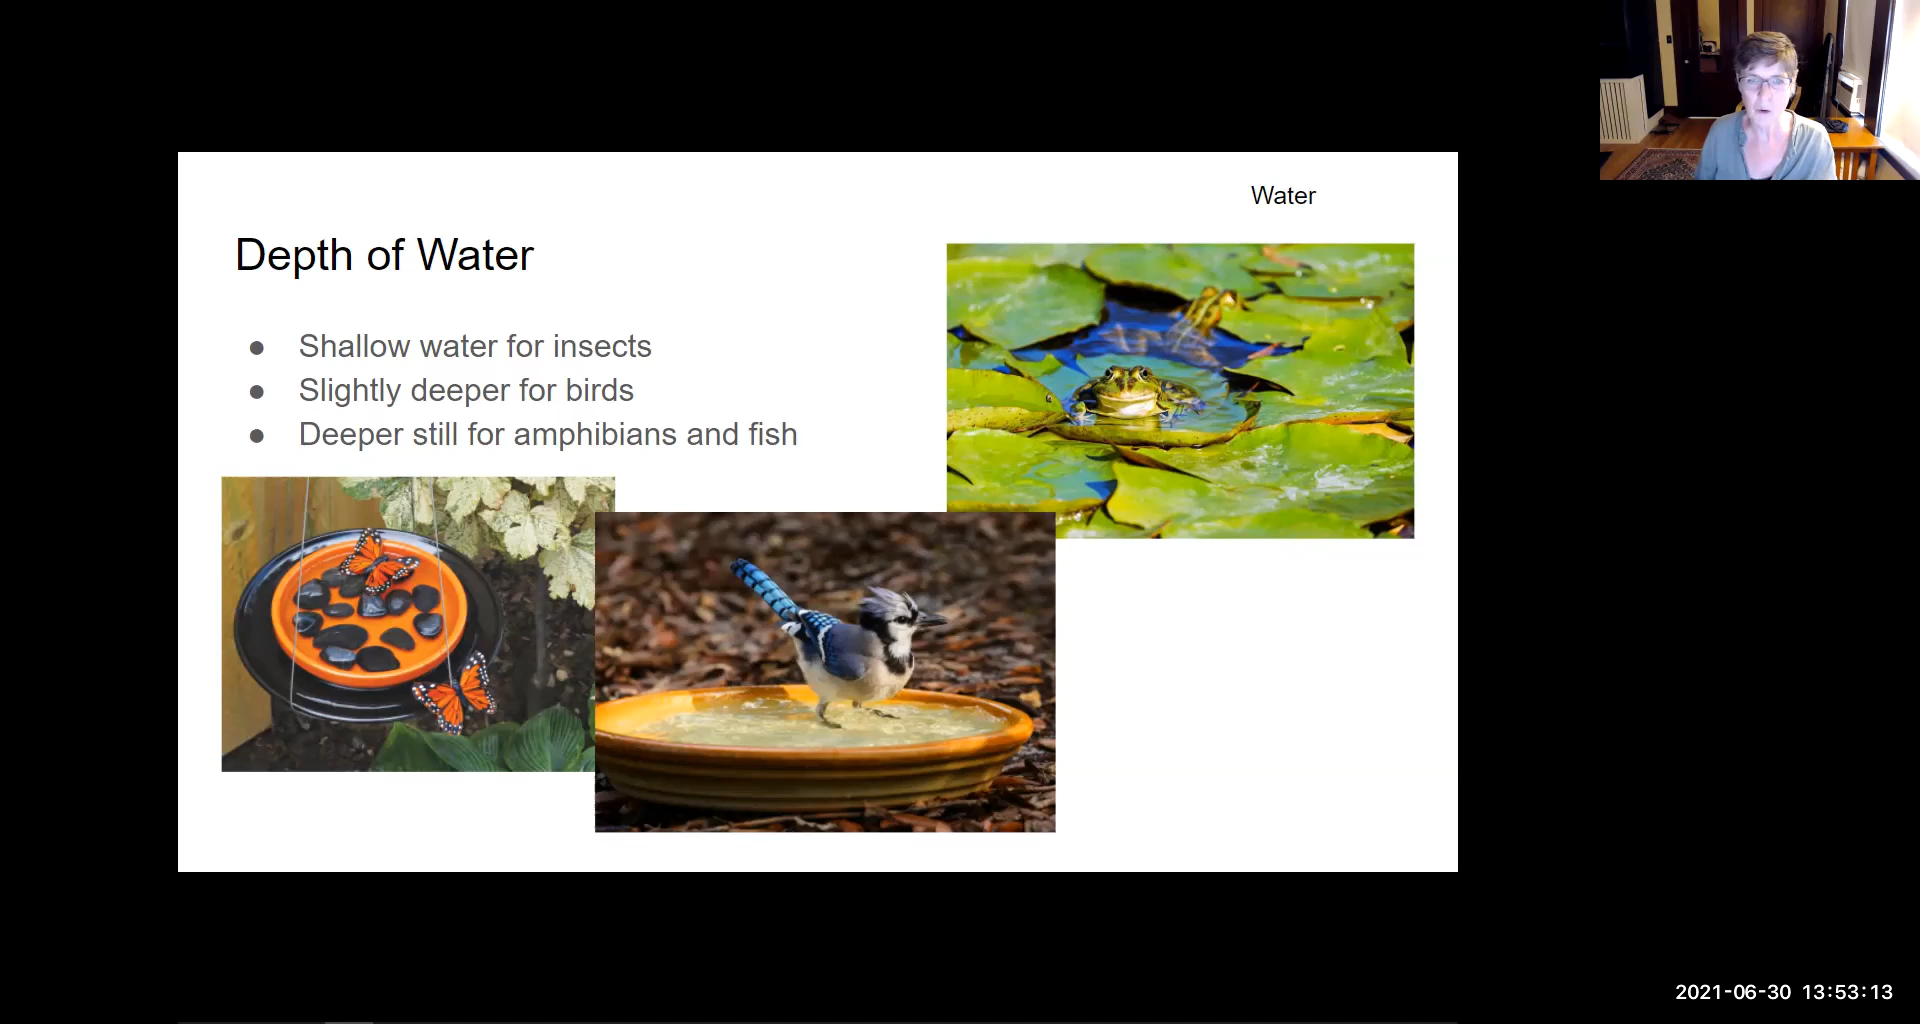 Water
Depth of Water
● Shallow water for insects
● Slightly deeper for birds
● Deeper still for amphibians and fish
2021-06-30 13:53:13